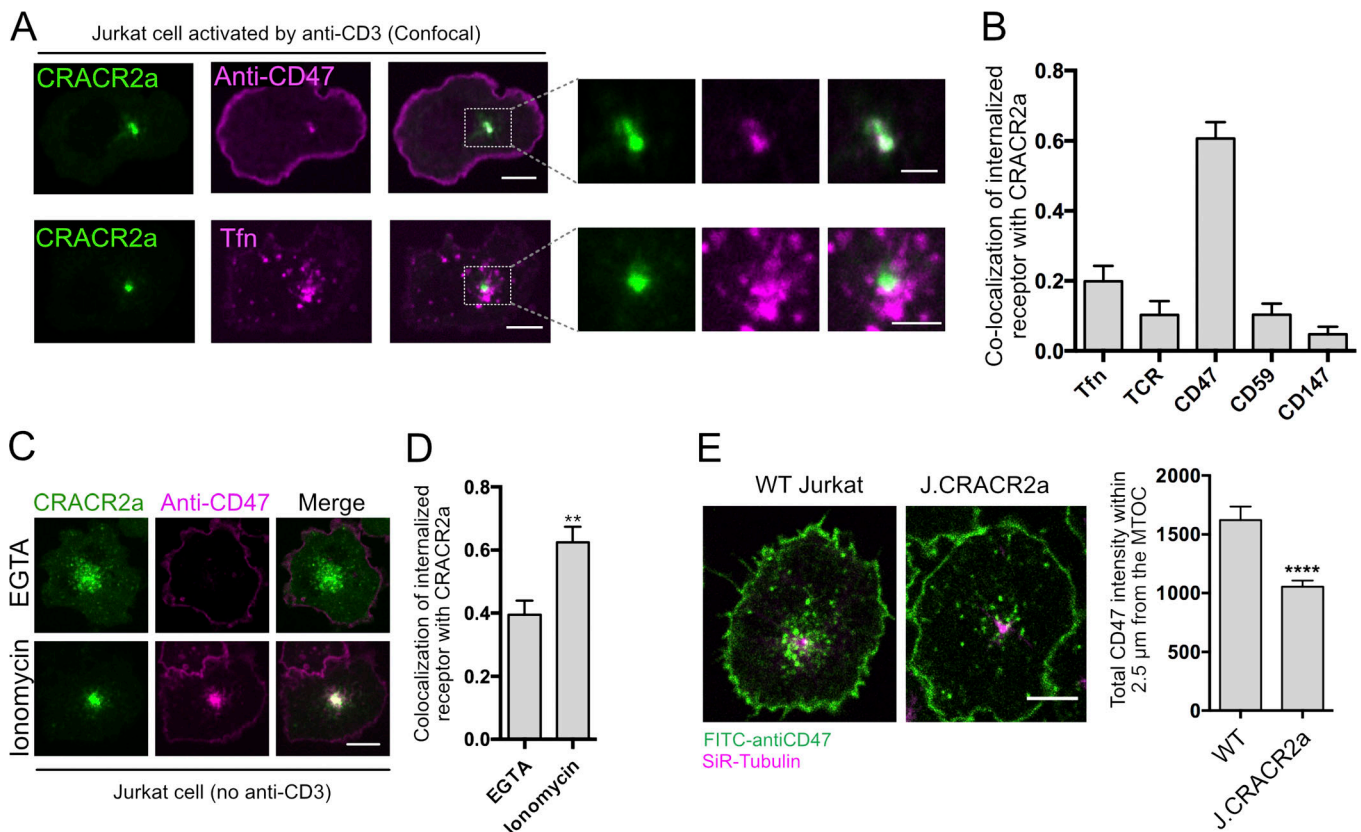 A
Jurkat cell activated by anti-CD3 (Confocal)
CRACR2a
Anti-CD47
CRACR2a
Tfn
B
Co-localization of internalized
receptor with CRACR2a
0.8
0.6
0.4
0.2
0.0
Tfn
TCR
CD47
CD59
CD147
C
CRACR2a
Anti-CD47
Merge
EGTA
Ionomycin
Jurkat cell (no anti-CD3)
D
Colocalization of internalized
receptor with CRACR2a
0.8
0.6
0.4
0.2
0.0
**
EGTA
Ionomycin
E
WT Jurkat
J.CRACR2a
FITC-antiCD47
SiR-Tubulin
Total CD47 intensity within
2.5 µm from the MTOC
2000
1500
1000
500
0
****
WT
J.CRACR2a